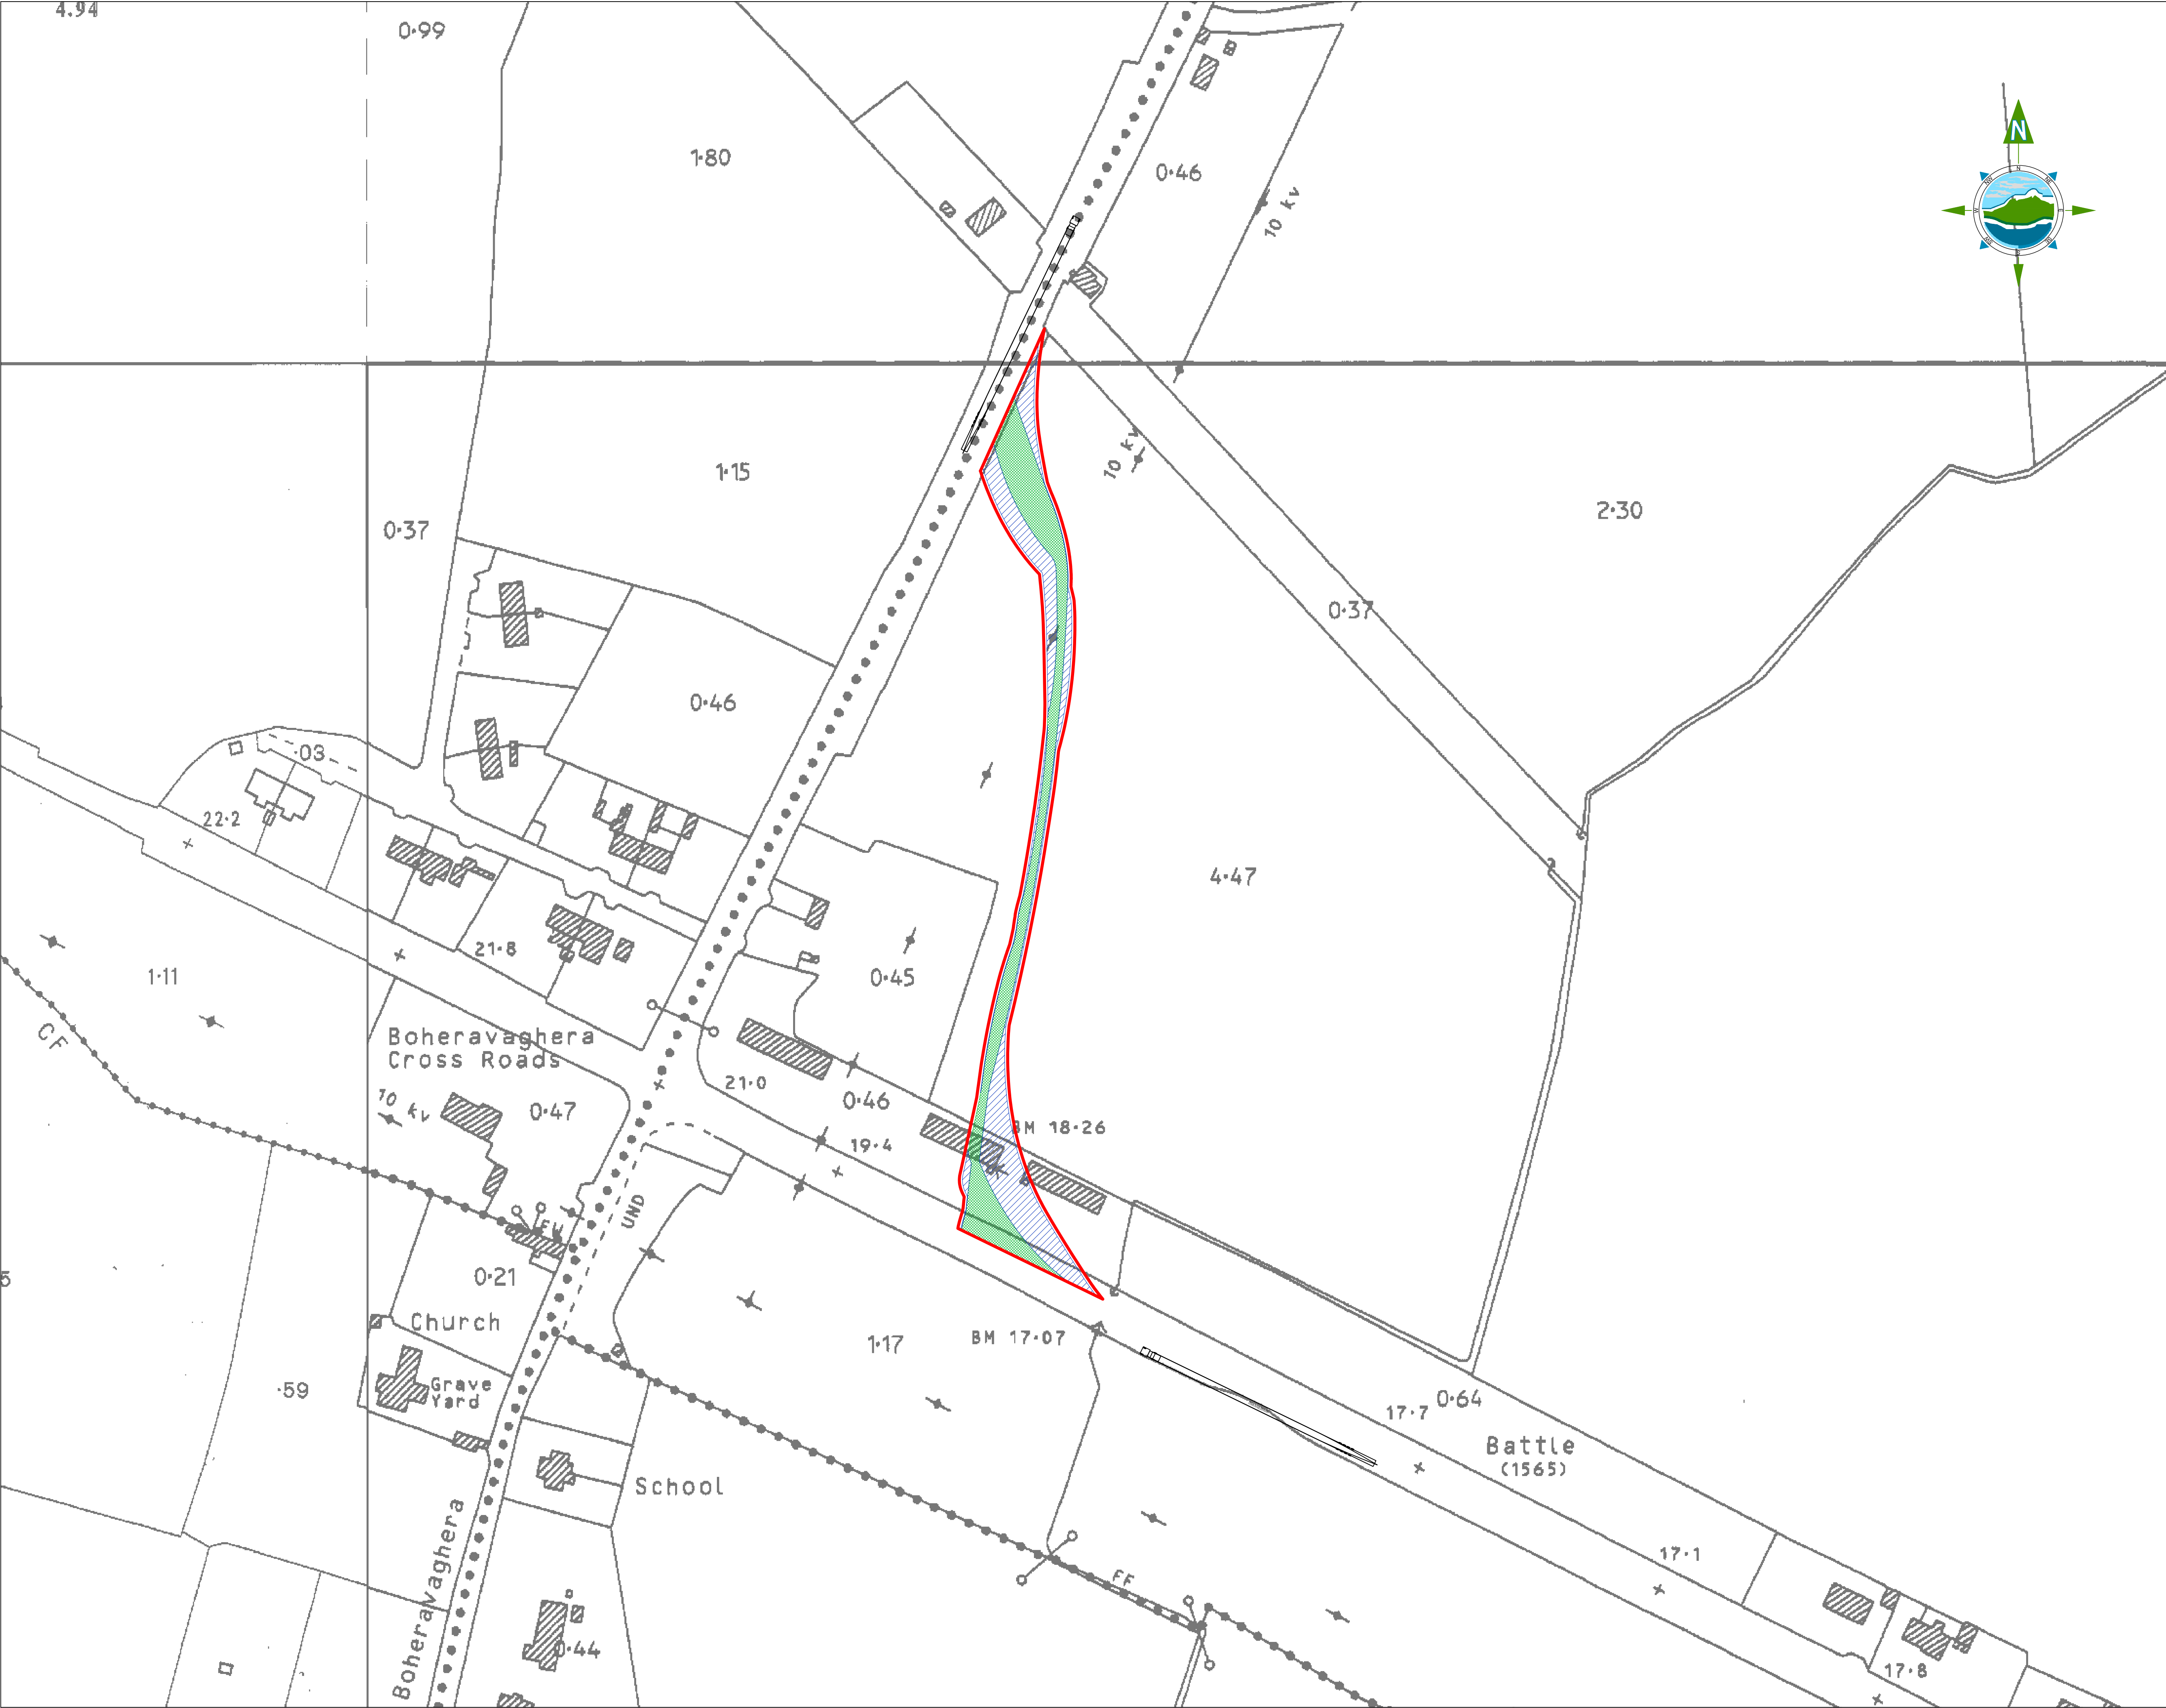 4.94
0·99
1·80
0·46
10 kv
N
1·15
10 kv
2·30
0·37
0·37
0·46
·03
22·2
4·47
21·8
0·45
1·11
CF
Boheravaghera
Cross Roads
21·0
10 kv
0·47
0·46
BM 18·26
19·4
UND
0·21
5
Church
BM 17·07
1·17
·59
Grave
Yard
0·64
17·7
Battle
(1565)
School
17·1
FF
Boheravaghera
0·44
17·8